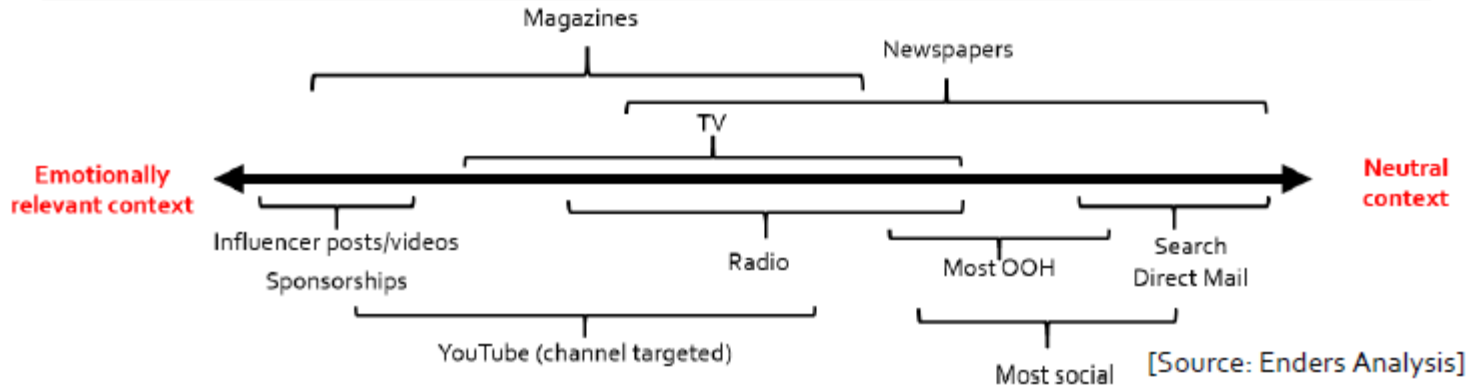 Magazines
Newspapers
TV
Emotionally
relevant context
Neutral
context
Influencer posts/videos
Sponsorships
Radio
Most OOH
Search
Direct Mail
YouTube (channel targeted)
Most social
[Source: Enders Analysis]